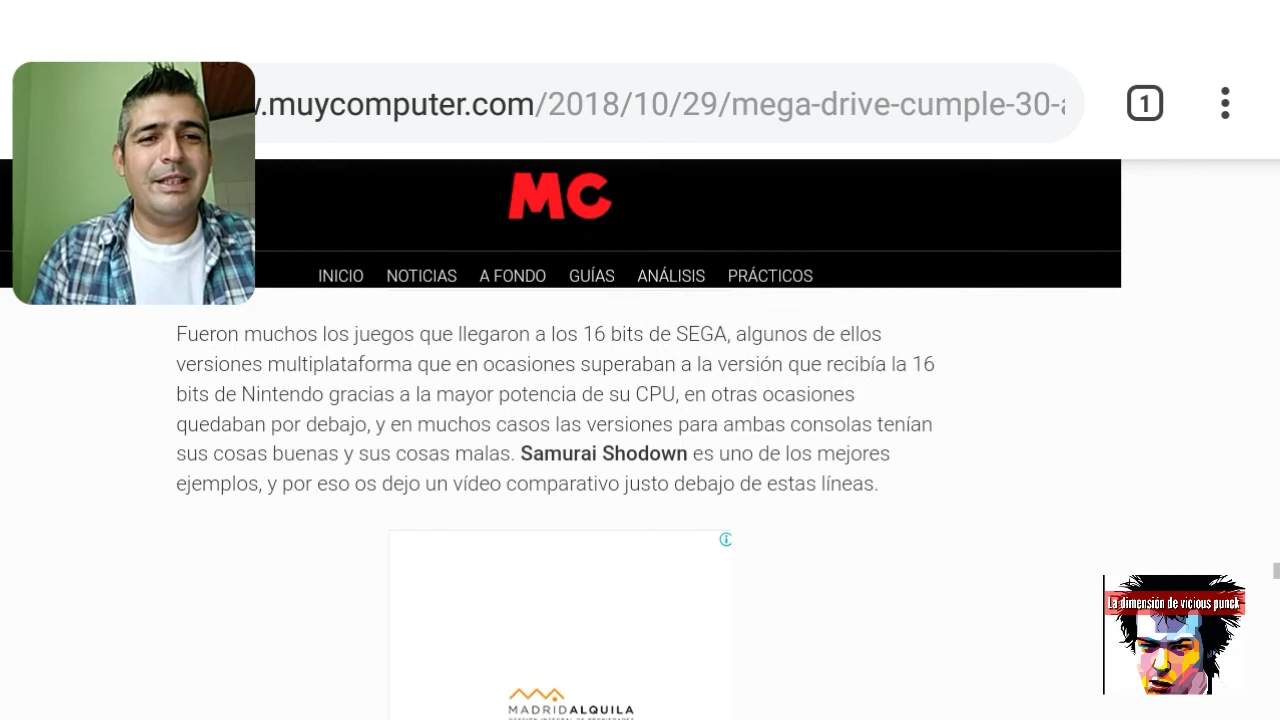 .muycomputer.com/2018/10/29/mega-drive-cumple-30-
1
MC
INICIO NOTICIAS A FONDO GUÍAS ANÁLISIS PRÁCTICOS
Fueron muchos los juegos que llegaron a los 16 bits de SEGA, algunos de ellos
versiones multiplataforma que en ocasiones superaban a la versión que recibía la 16
bits de Nintendo gracias a la mayor potencia de su CPU, en otras ocasiones
quedaban por debajo, y en muchos casos las versiones para ambas consolas tenían
sus cosas buenas y sus cosas malas. Samurai Shodown es uno de los mejores
ejemplos, y por eso os dejo un vídeo comparativo justo debajo de estas líneas.
La dimensión de vicious punck
MADRIDALQUILA